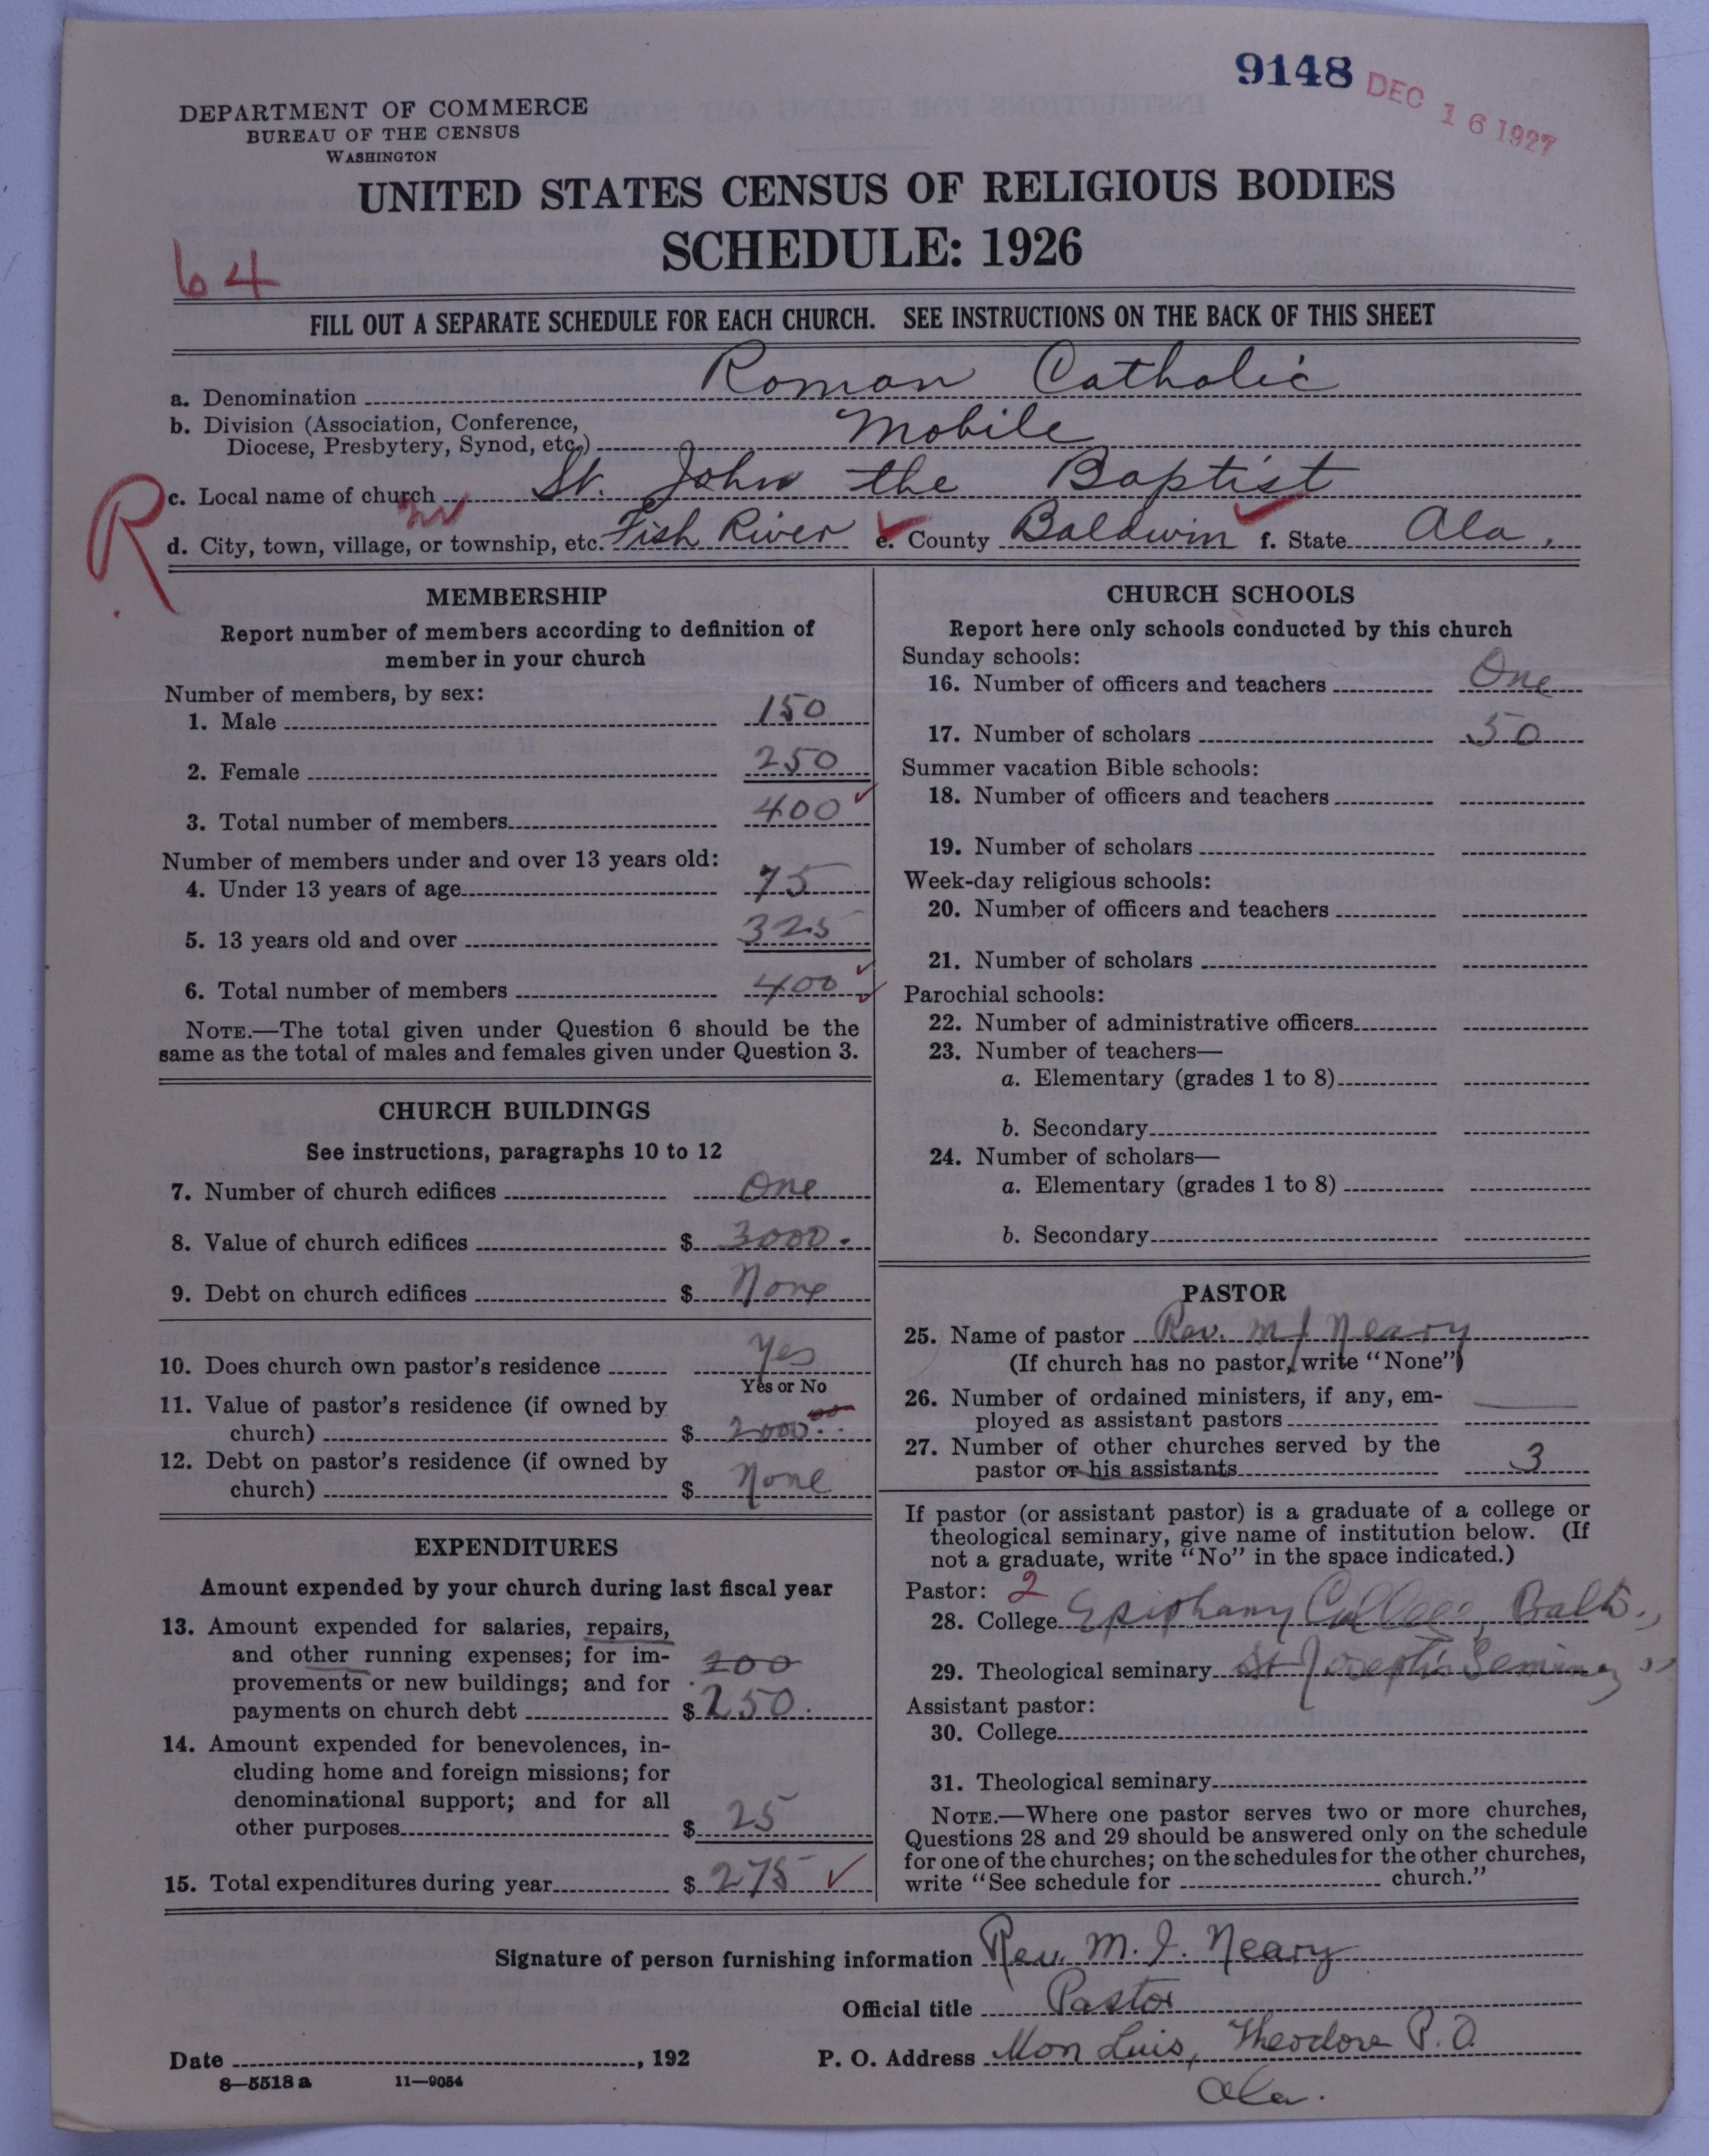 9148
DEC 16 1927
DEPARTMENT OF COMMERCE
BUREAU OF THE CENSUS
WASHINGTON
UNITED STATES CENSUS OF RELIGIOUS BODIES
SCHEDULE: 1926
64
FILL OUT A SEPARATE SCHEDULE FOR EACH CHURCH. SEE INSTRUCTIONS ON THE BACK OF THIS SHEET
a. Denomination Roman Catholic
b. Division (Association, Conference,
Diocese, Presbytery, Synod, etc.) Mobile
R
c. Local name of church St. John the Baptist
d. City, town, village, or township, etc. Fish River e. County Baldwin f. State Ala.
MEMBERSHIP
Report number of members according to definition of
member in your church
Number of members, by sex:
1. Male 150
2. Female 250
3. Total number of members 400
Number of members under and over 13 years old:
4. Under 13 years of age 75
5. 13 years old and over 325
6. Total number of members 400
NOTE.—The total given under Question 6 should be the
same as the total of males and females given under Question 3.
CHURCH BUILDINGS
See instructions, paragraphs 10 to 12
7. Number of church edifices One
8. Value of church edifices $ 3000.
9. Debt on church edifices $ None
10. Does church own pastor's residence Yes
Yes or No
11. Value of pastor's residence (if owned by
church) $ 2000
12. Debt on pastor's residence (if owned by
church) $ None
EXPENDITURES
Amount expended by your church during last fiscal year
13. Amount expended for salaries, repairs,
and other running expenses; for im-
provements or new buildings; and for
payments on church debt $ 250.
14. Amount expended for benevolences, in-
cluding home and foreign missions; for
denominational support; and for all
other purposes $ 25
15. Total expenditures during year $ 275
CHURCH SCHOOLS
Report here only schools conducted by this church
Sunday schools:
16. Number of officers and teachers One
17. Number of scholars 50
Summer vacation Bible schools:
18. Number of officers and teachers
19. Number of scholars
Week-day religious schools:
20. Number of officers and teachers
21. Number of scholars
Parochial schools:
22. Number of administrative officers
23. Number of teachers—
a. Elementary (grades 1 to 8)
b. Secondary
24. Number of scholars—
a. Elementary (grades 1 to 8)
b. Secondary
PASTOR
25. Name of pastor Rev. M J Neary
(If church has no pastor, write "None")
26. Number of ordained ministers, if any, em-
ployed as assistant pastors
27. Number of other churches served by the
pastor or his assistants 3
If pastor (or assistant pastor) is a graduate of a college or
theological seminary, give name of institution below. (If
not a graduate, write "No" in the space indicated.)
Pastor: 2
28. College Epiphany College, Balto.,
29. Theological seminary St Joseph's Seminary "
Assistant pastor:
30. College
31. Theological seminary
NOTE.—Where one pastor serves two or more churches,
Questions 28 and 29 should be answered only on the schedule
for one of the churches; on the schedules for the other churches,
write "See schedule for church."
Signature of person furnishing information Rev. M. J. Neary
Official title Pastor
Date , 192 P. O. Address Mon Luis, Theodore P.O.
Ala.
8—5518 a 11—9054